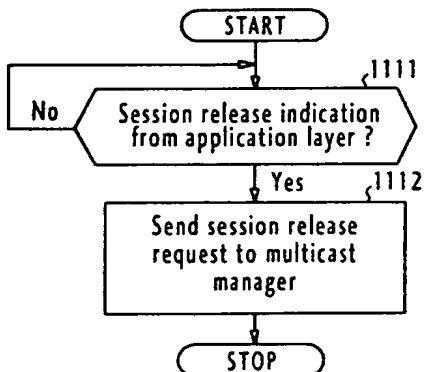 START
1111
No
Session release indication
from application layer ?
Yes
1112
Send session release
request to multicast
manager
STOP